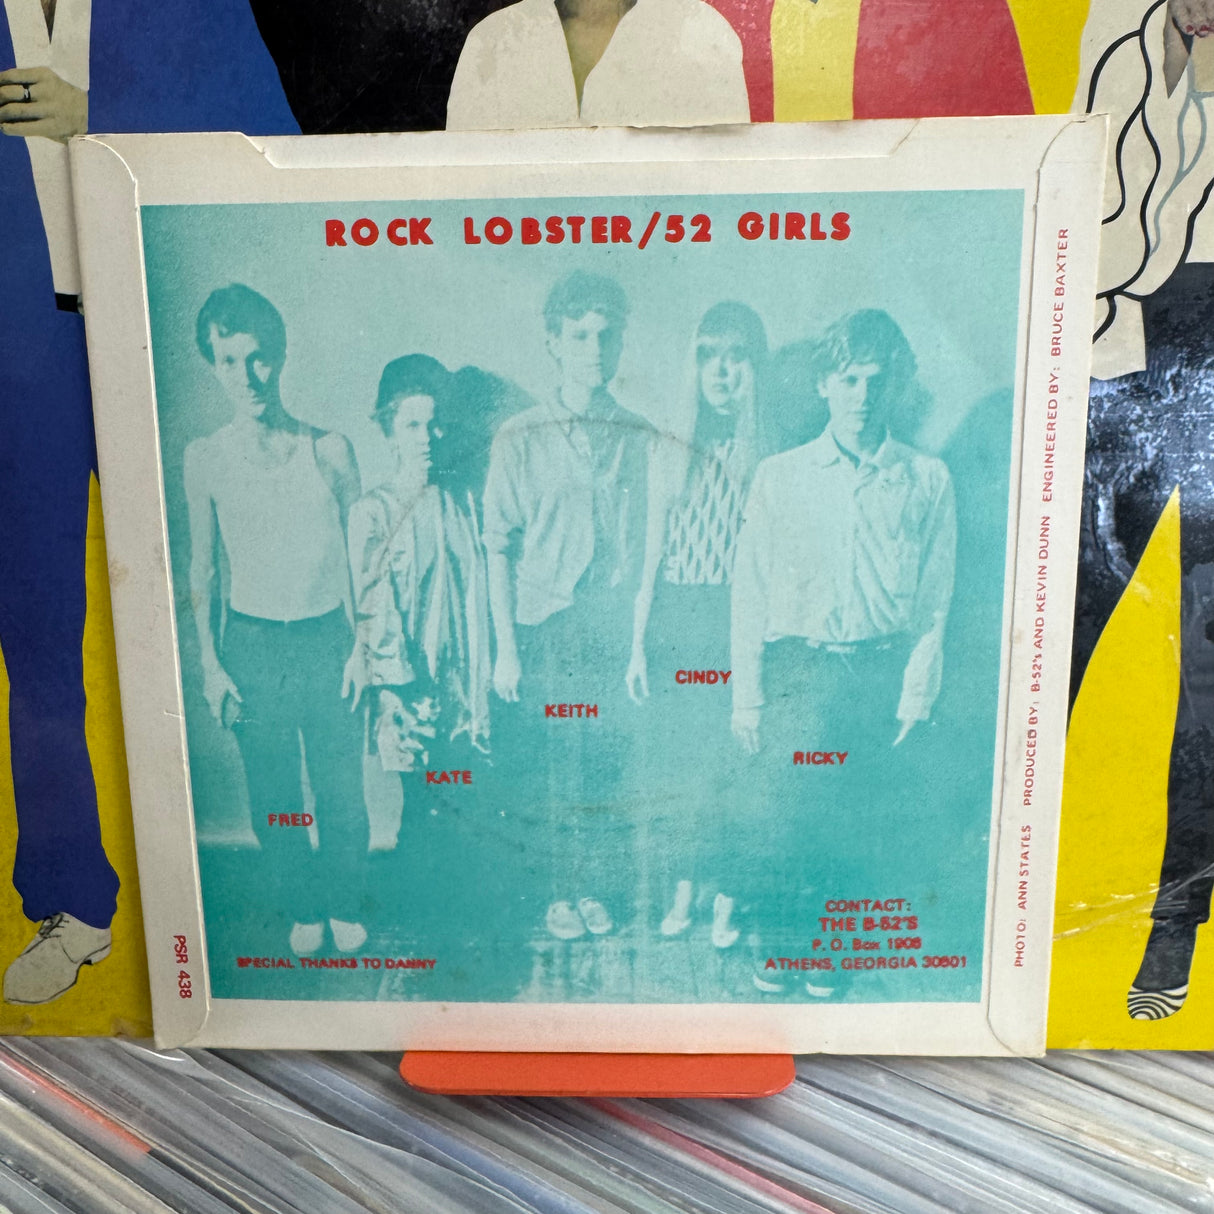 ROCK LOBSTER/52 GIRLS
FRED
KATE
KEITH
CINDY
RICKY
SPECIAL THANKS TO DANNY
CONTACT:
THE B-52'S
P. O. Box 1906
ATHENS, GEORGIA 30601
PSR 438
PHOTO: ANN STATES PRODUCED BY: B-52's AND KEVIN DUNN ENGINEERED BY: BRUCE BAXTER